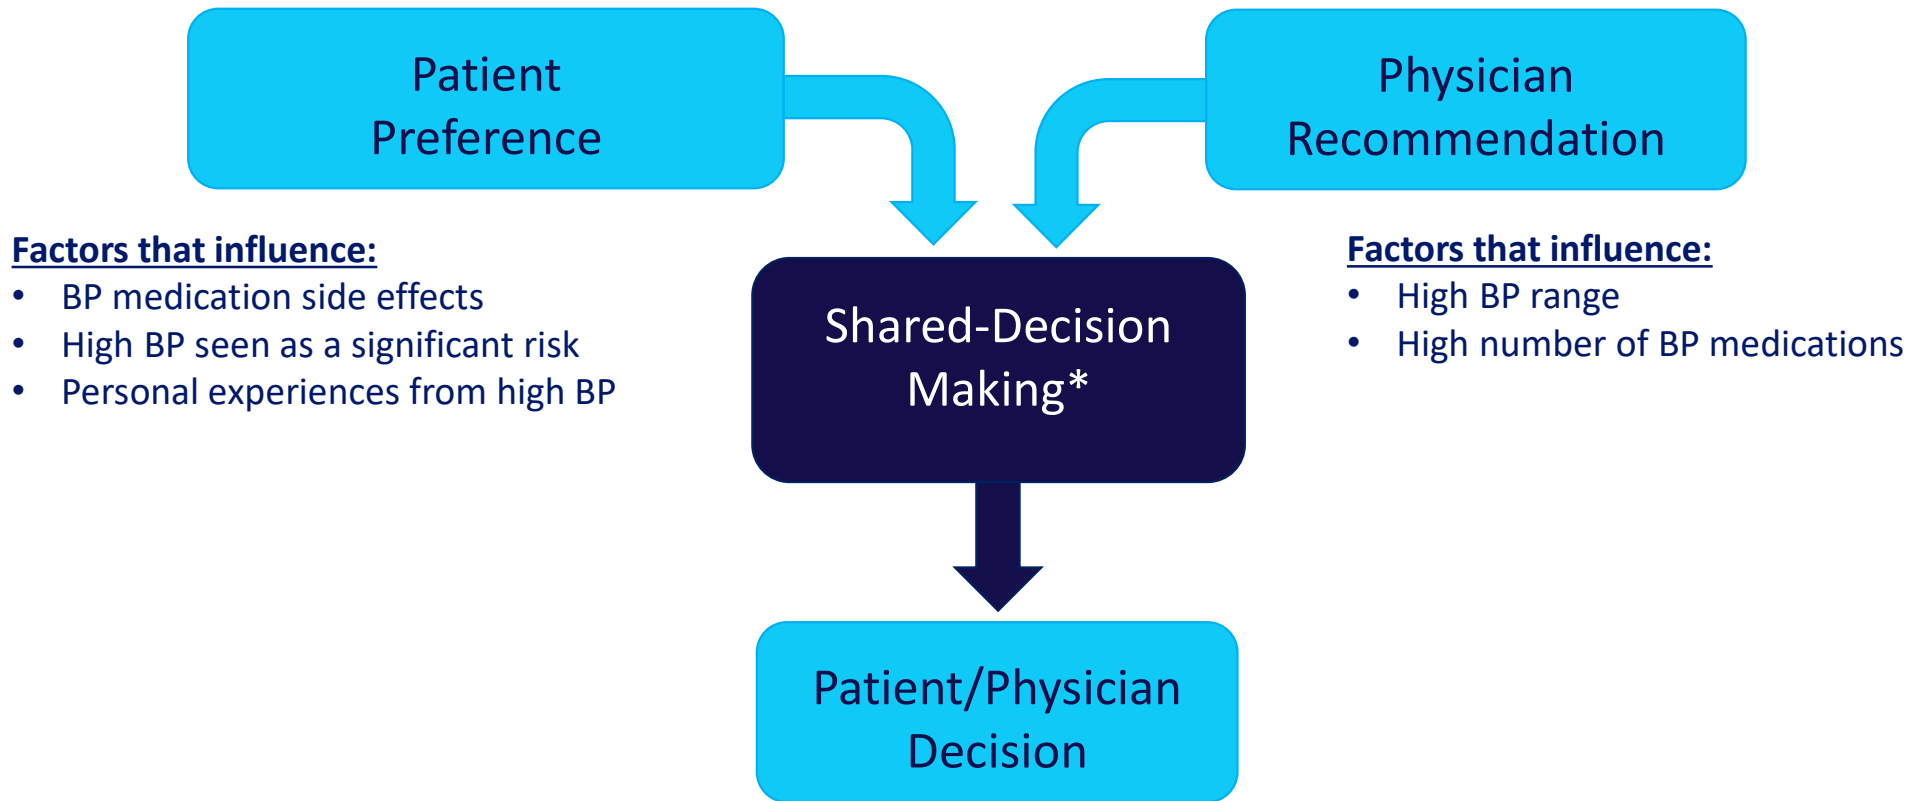 Patient
Preference
Physician
Recommendation
Factors that influence:
• BP medication side effects
• High BP seen as a significant risk
• Personal experiences from high BP
Factors that influence:
• High BP range
• High number of BP medications
Shared-Decision
Making*
Patient/Physician
Decision